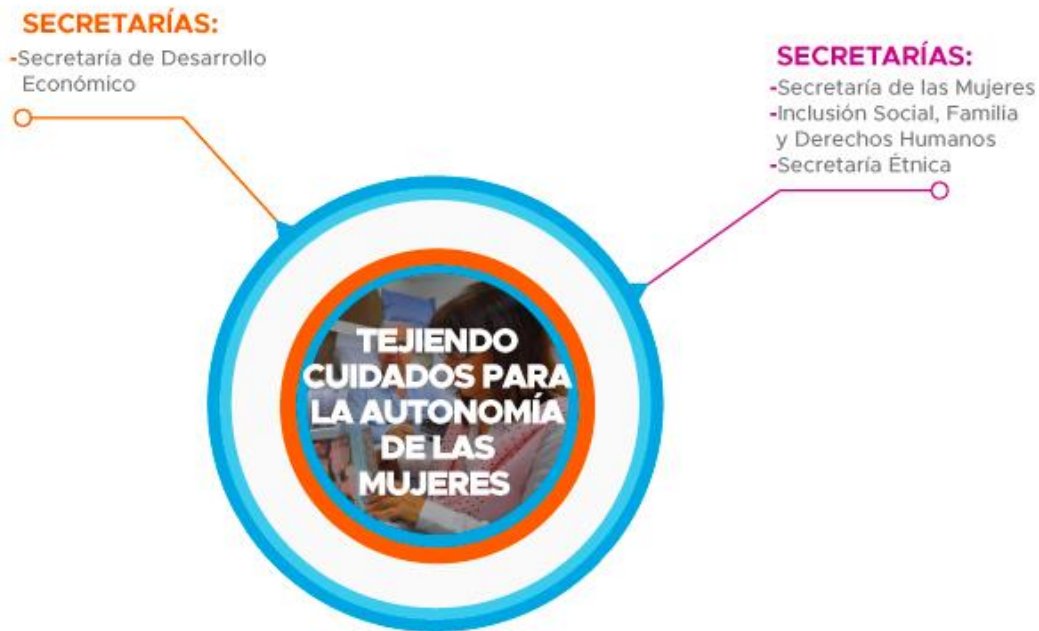 SECRETARÍAS:
-Secretaría de Desarrollo
Económico
SECRETARÍAS:
-Secretaría de las Mujeres
-Inclusión Social, Familia
y Derechos Humanos
-Secretaría Étnica
TEJIENDO
CUIDADOS PARA
LA AUTONOMÍA
DE LAS
MUJERES